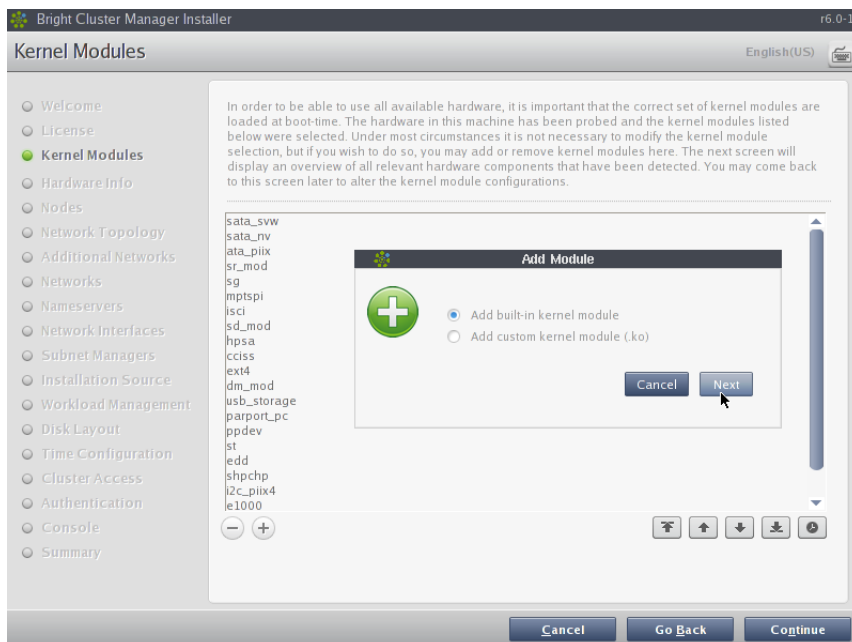 Bright Cluster Manager Installer
r6.0-1
Kernel Modules
English(US)
Welcome
License
Kernel Modules
Hardware Info
Nodes
Network Topology
Additional Networks
Networks
Nameservers
Network Interfaces
Subnet Managers
Installation Source
Workload Management
Disk Layout
Time Configuration
Cluster Access
Authentication
Console
Summary
In order to be able to use all available hardware, it is important that the correct set of kernel modules are
loaded at boot-time. The hardware in this machine has been probed and the kernel modules listed
below were selected. Under most circumstances it is not necessary to modify the kernel module
selection, but if you wish to do so, you may add or remove kernel modules here. The next screen will
display an overview of all relevant hardware components that have been detected. You may come back
to this screen later to alter the kernel module configurations.
sata_svw
sata_nv
ata_piix
sr_mod
sg
mptspi
isci
sd_mod
hpsa
cciss
ext4
dm_mod
usb_storage
parport_pc
ppdev
st
edd
shpchp
i2c_piix4
e1000
Add Module
Add built-in kernel module
Add custom kernel module (.ko)
Cancel
Next
Cancel
Go Back
Continue